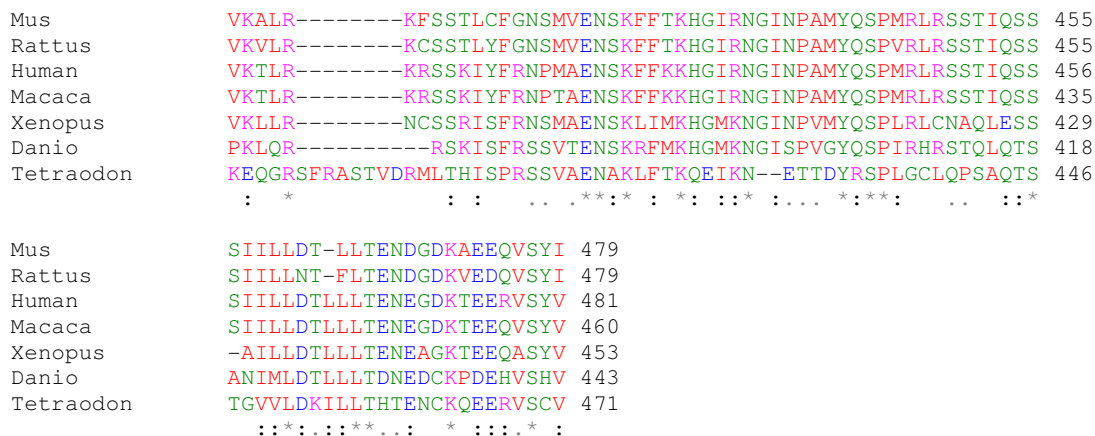 Mus VKALR--------KFSSTLCFGNSMVENSKFFTKHGIRNGINPAMYQSPMRLRSSTIQSS 455
Rattus VKVLR--------KCSSTLYFGNSMVENSKFFTKHGIRNGINPAMYQSPVRLRSSTIQSS 455
Human VKTLR--------KRSSKIYFRNPMAENSKFFKKHGIRNGINPAMYQSPMRLRSSTIQSS 456
Macaca VKTLR--------KRSSKIYFRNPTAENSKFFKKHGIRNGINPAMYQSPMRLRSSTIQSS 435
Xenopus VKLLR--------NCSSRISFRNSMAENSKLIMKHGMKNGINPVMYQSPLRLCNAQLESS 429
Danio PKLQR----------RSKISFRSSVTENSKRFMKHGMKNGISPVGYQSPIRHRSTQLQTS 418
Tetraodon KEQGRSFRASTVDRMLTHISPRSSVAENAKLFTKQEIKN--ETTDYRSPLGCLQPSAQTS 446
: * : : .. .**:* : *: ::* :... *:**: .. ::*
Mus SIILLDT-LLTENDGDKAEEQVSYI 479
Rattus SIILLNT-FLTENDGDKVEDQVSYI 479
Human SIILLDTLLLTENEGDKTEERVSYV 481
Macaca SIILLDTLLLTENEGDKTEEQVSYV 460
Xenopus -AILLDTLLLTENEAGKTEEQASYV 453
Danio ANIMLDTLLLTDNEDCKPDEHVSHV 443
Tetraodon TGVVLDKILLTHTENCKQEERVSCV 471
::*:.::**..: * :::.* :